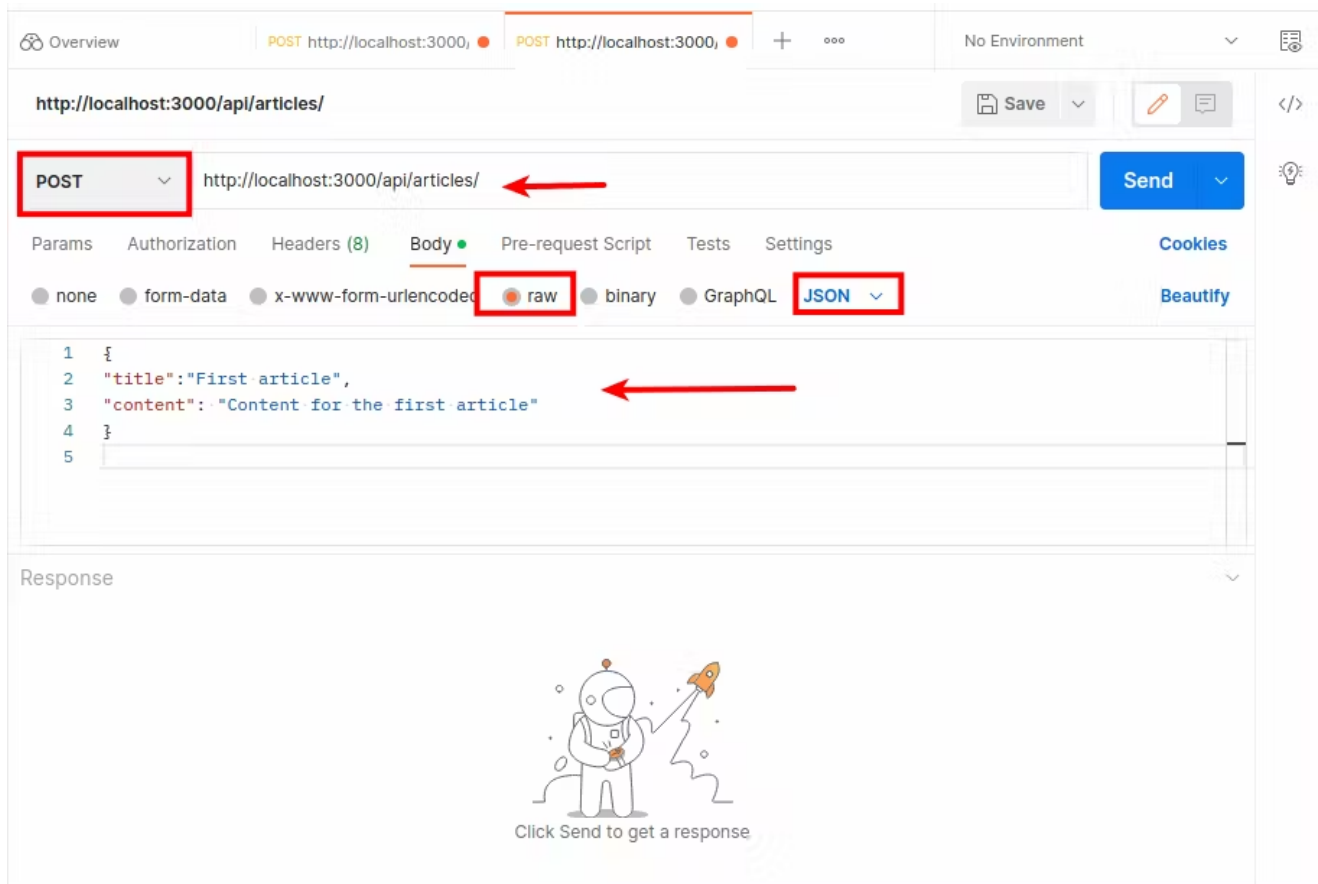 Overview
POST http://localhost:3000/
POST http://localhost:3000/
No Environment
http://localhost:3000/api/articles/
Save
</>
POST
http://localhost:3000/api/articles/
Send
Params Authorization Headers (8) Body Pre-request Script Tests Settings Cookies
none form-data x-www-form-urlencoded raw binary GraphQL JSON Beautify
1 {
2 "title":"First article",
3 "content": "Content for the first article"
4 }
5
Response
Click Send to get a response